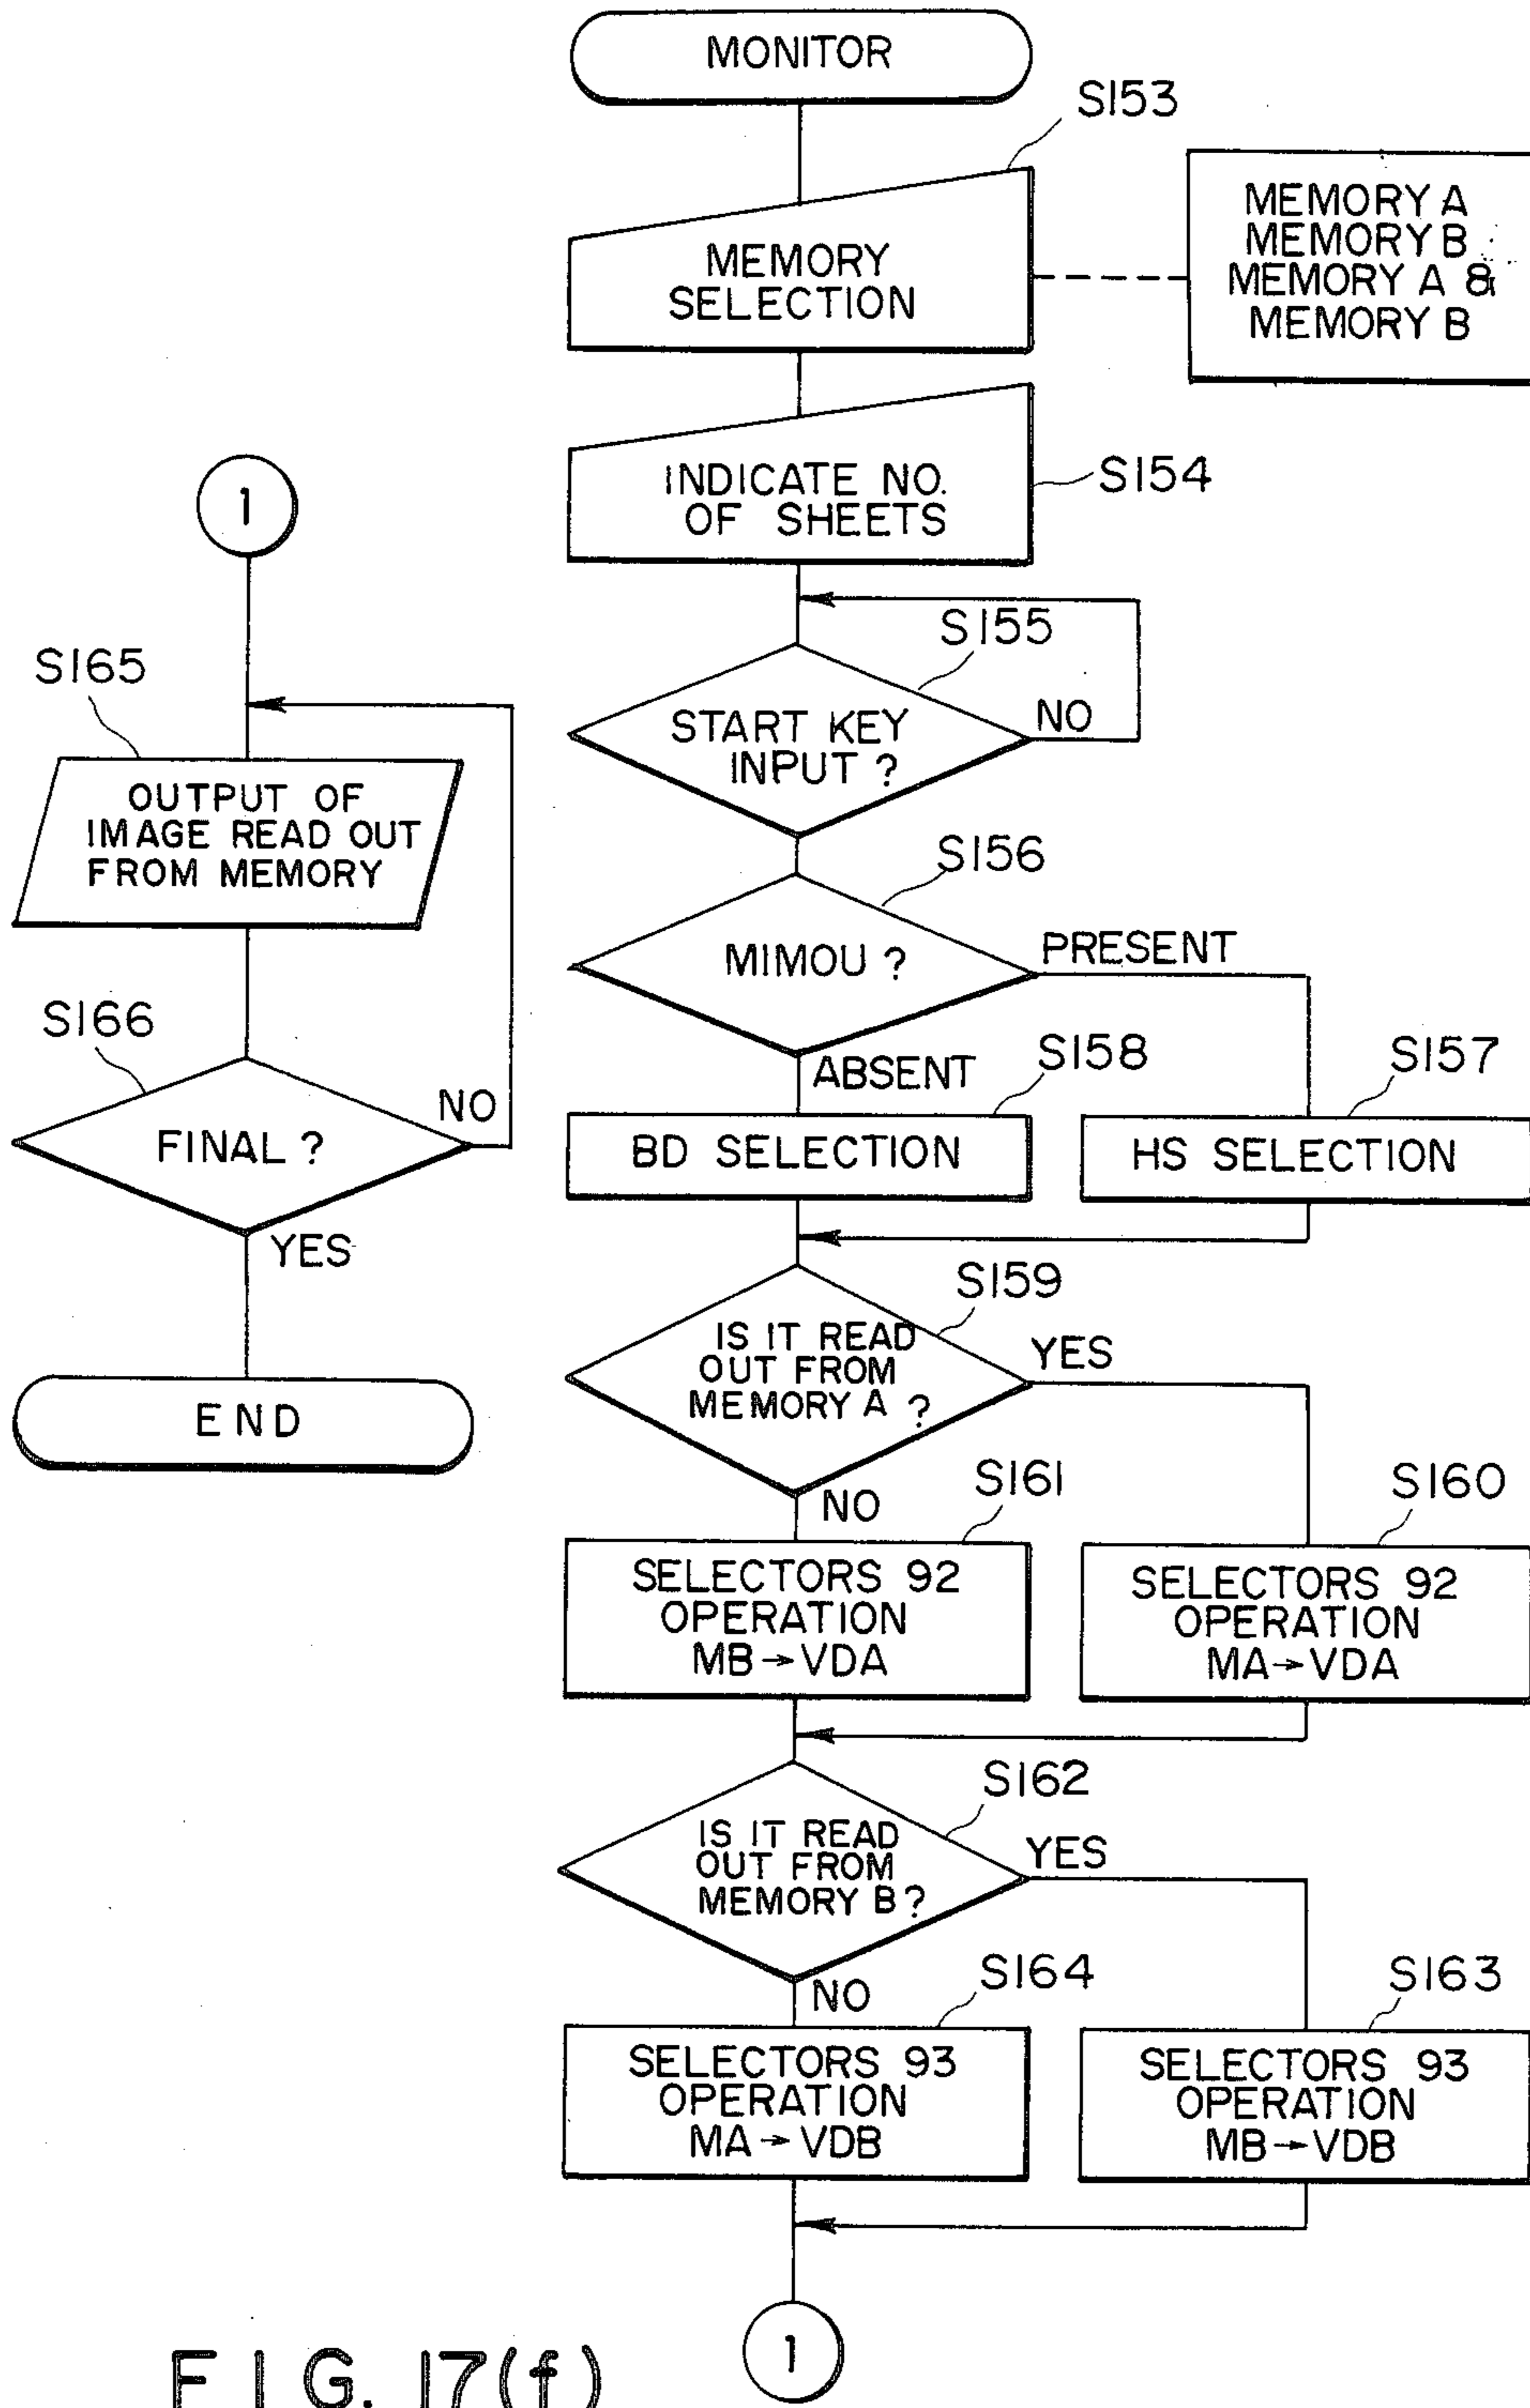 MONITOR
S153
MEMORY
SELECTION
MEMORY A
MEMORY B
MEMORY A &
MEMORY B
INDICATE NO.
OF SHEETS
S154
S155
START KEY
INPUT ?
NO
S156
MIMOU ?
PRESENT
ABSENT
S158
BD SELECTION
S157
HS SELECTION
S159
IS IT READ
OUT FROM
MEMORY A ?
YES
NO
S161
SELECTORS 92
OPERATION
MB → VDA
S160
SELECTORS 92
OPERATION
MA → VDA
S162
IS IT READ
OUT FROM
MEMORY B ?
YES
NO
S164
SELECTORS 93
OPERATION
MA → VDB
S163
SELECTORS 93
OPERATION
MB → VDB
1
1
S165
OUTPUT OF
IMAGE READ OUT
FROM MEMORY
S166
FINAL ?
NO
YES
END
FIG. 17(f)